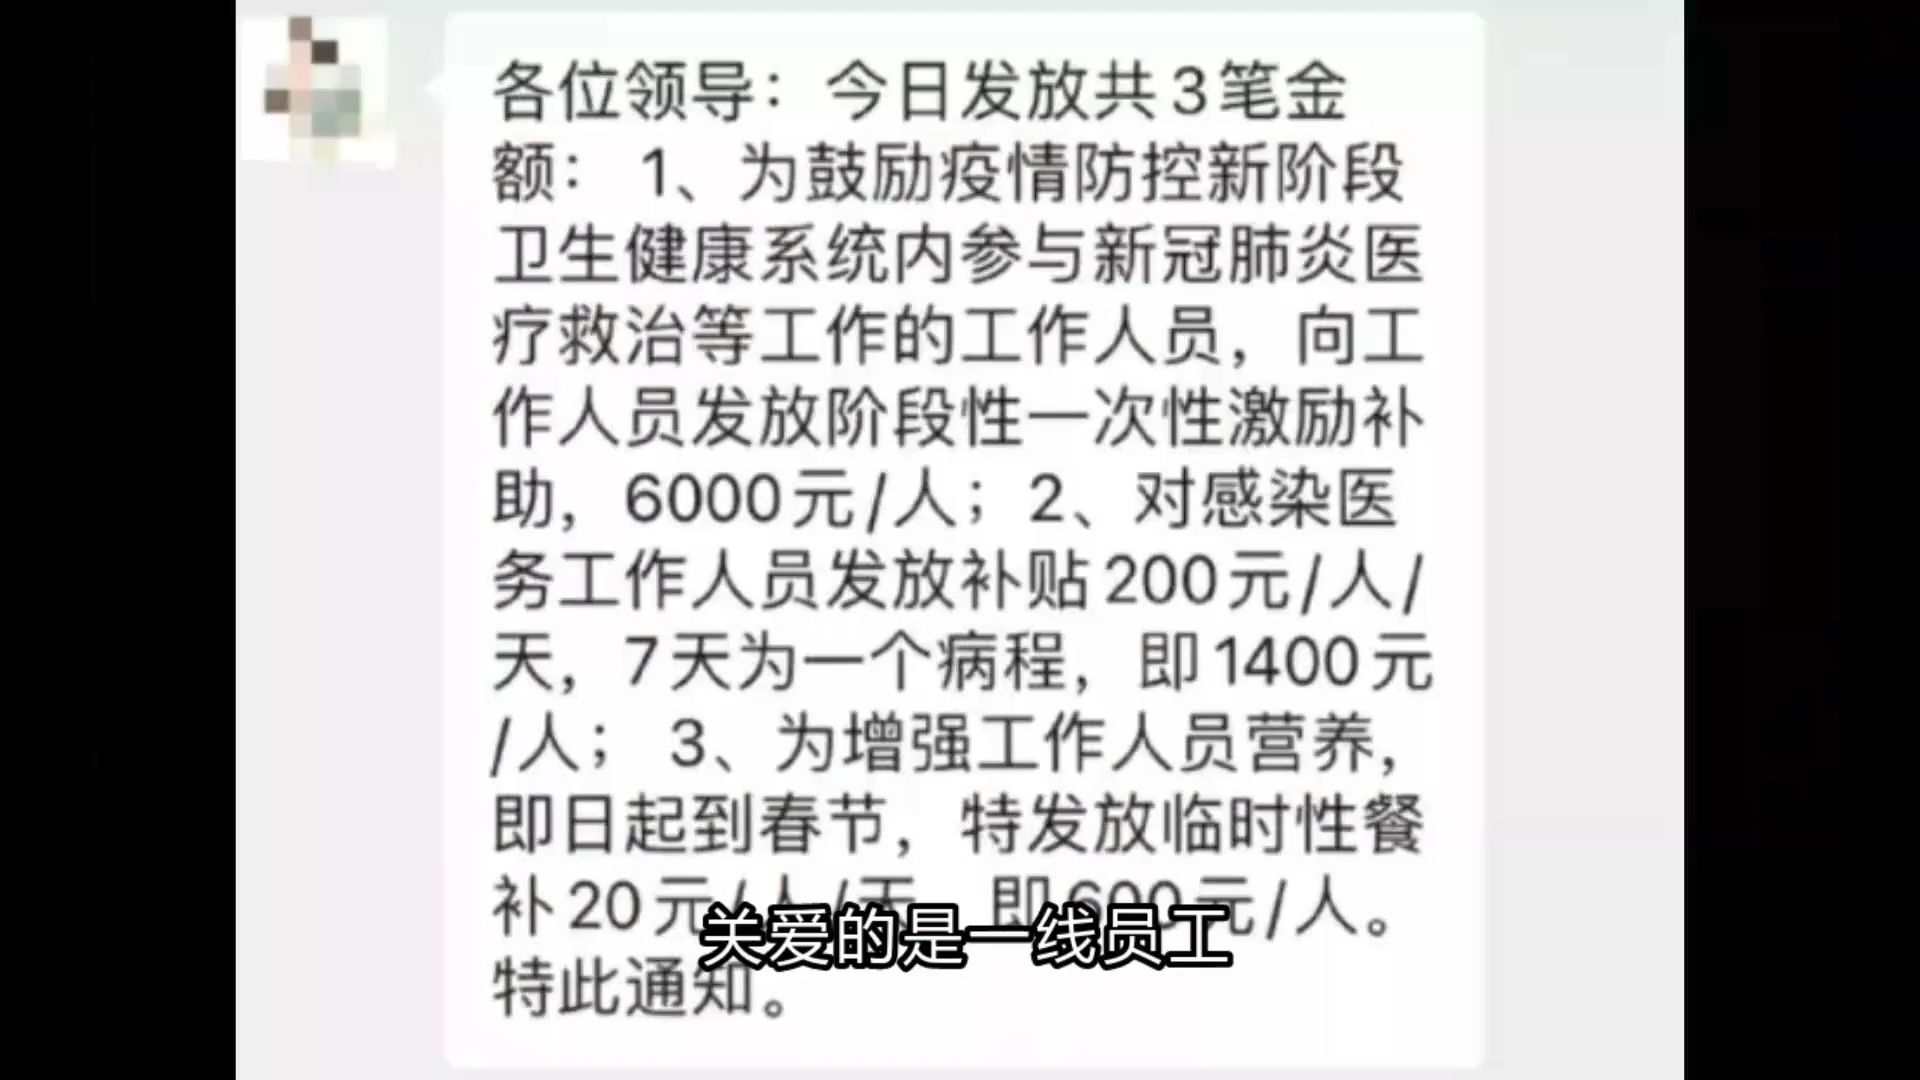 各位领导：今日发放共3笔金
额：1、为鼓励疫情防控新阶段
卫生健康系统内参与新冠肺炎医
疗救治等工作的工作人员，向工
作人员发放阶段性一次性激励补
助，6000元/人；2、对感染医
务工作人员发放补贴200元/人/
天，7天为一个病程，即1400元
/人；3、为增强工作人员营养，
即日起到春节，特发放临时性餐
补20元/人/天 即600元/人。
关爱的是一线员工
特此通知。